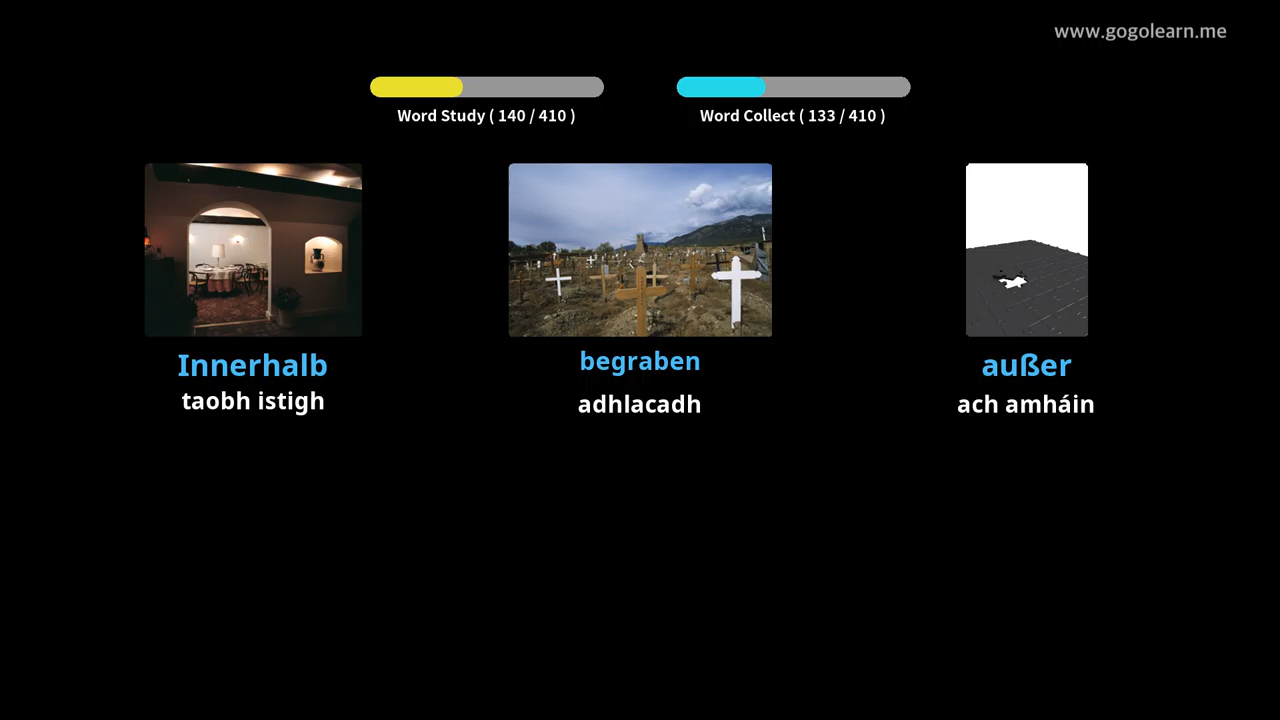 www.gogolearn.me
Word Study ( 140 / 410 )
Word Collect ( 133 / 410 )
Innerhalb
taobh istigh
begraben
adhlacadh
außer
ach amháin